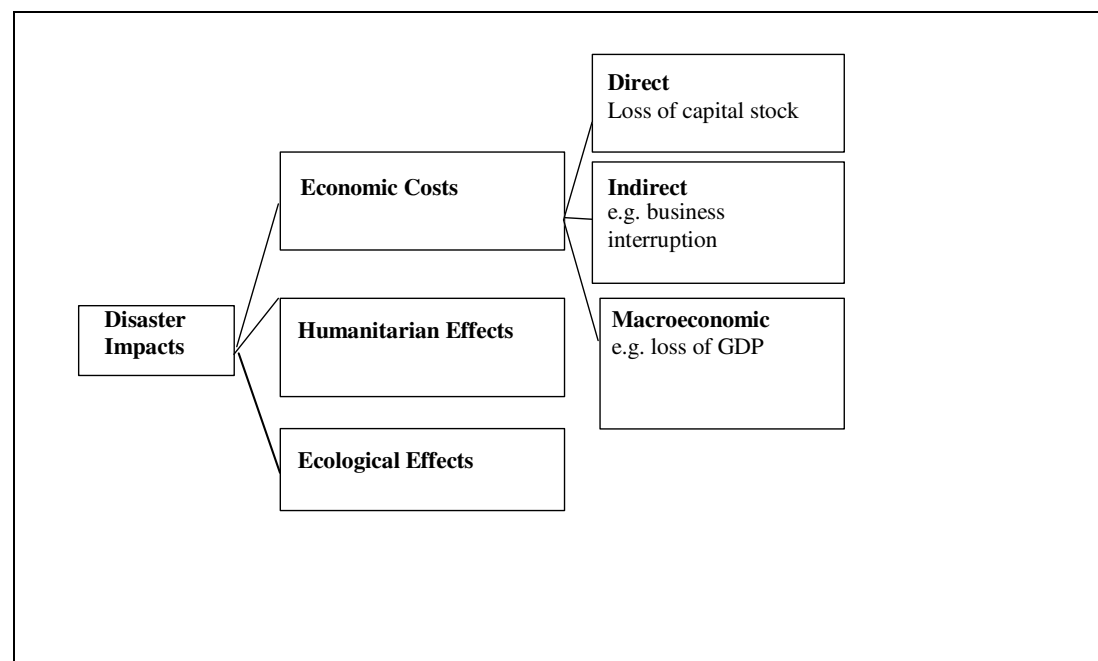 Disaster
Impacts
Economic Costs
Humanitarian Effects
Ecological Effects
Direct
Loss of capital stock
Indirect
e.g. business
interruption
Macroeconomic
e.g. loss of GDP